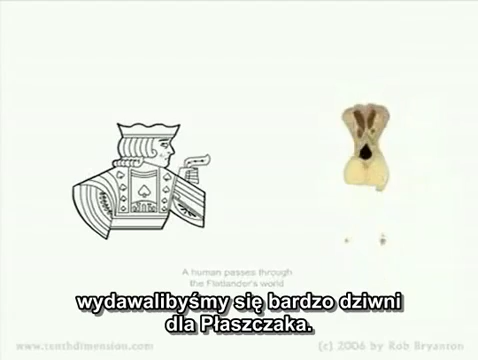 A human passes through
the Flatlander's world
wydawalibyśmy się bardzo dziwni
dla Płaszczaka.
www.tenthdimension.com
(c) 2006 by Rob Bryanton